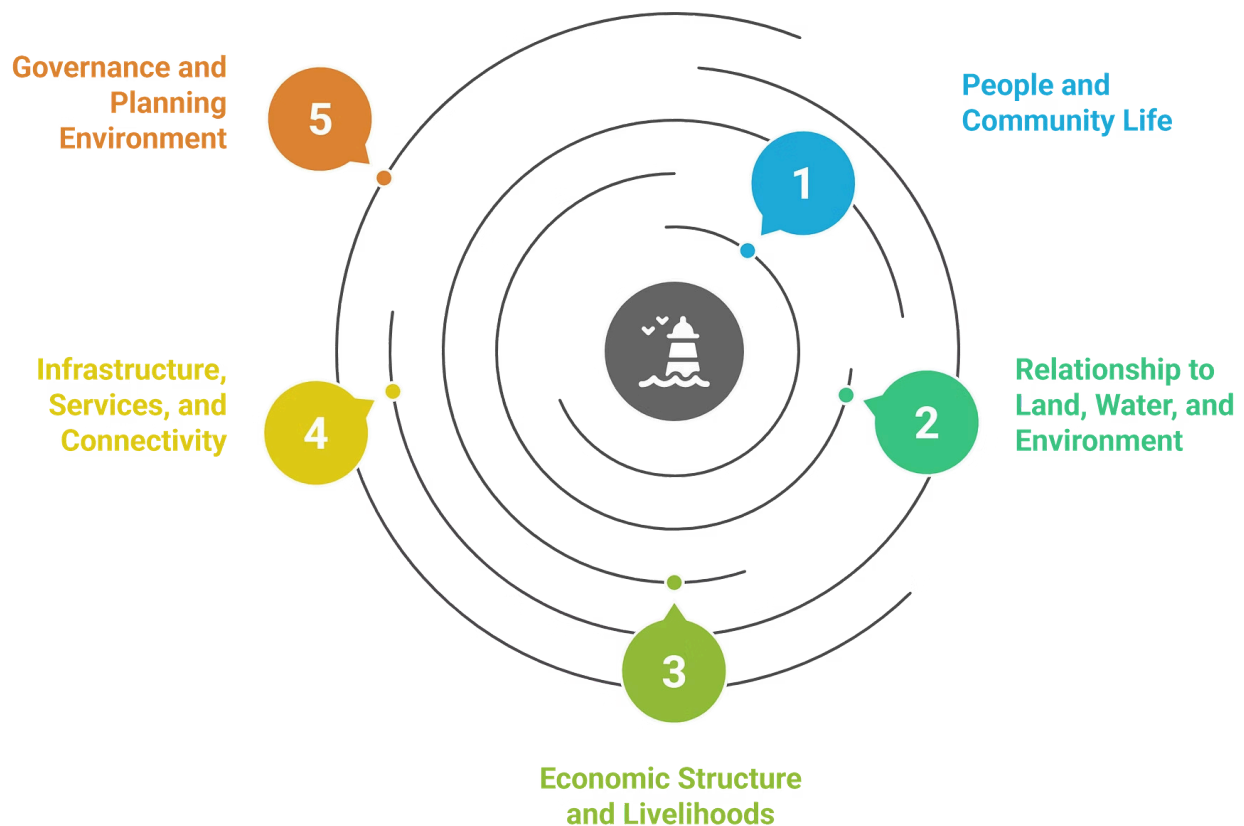 1
People and
Community Life
2
Relationship to
Land, Water, and
Environment
3
Economic Structure
and Livelihoods
4
Infrastructure,
Services, and
Connectivity
5
Governance and
Planning
Environment